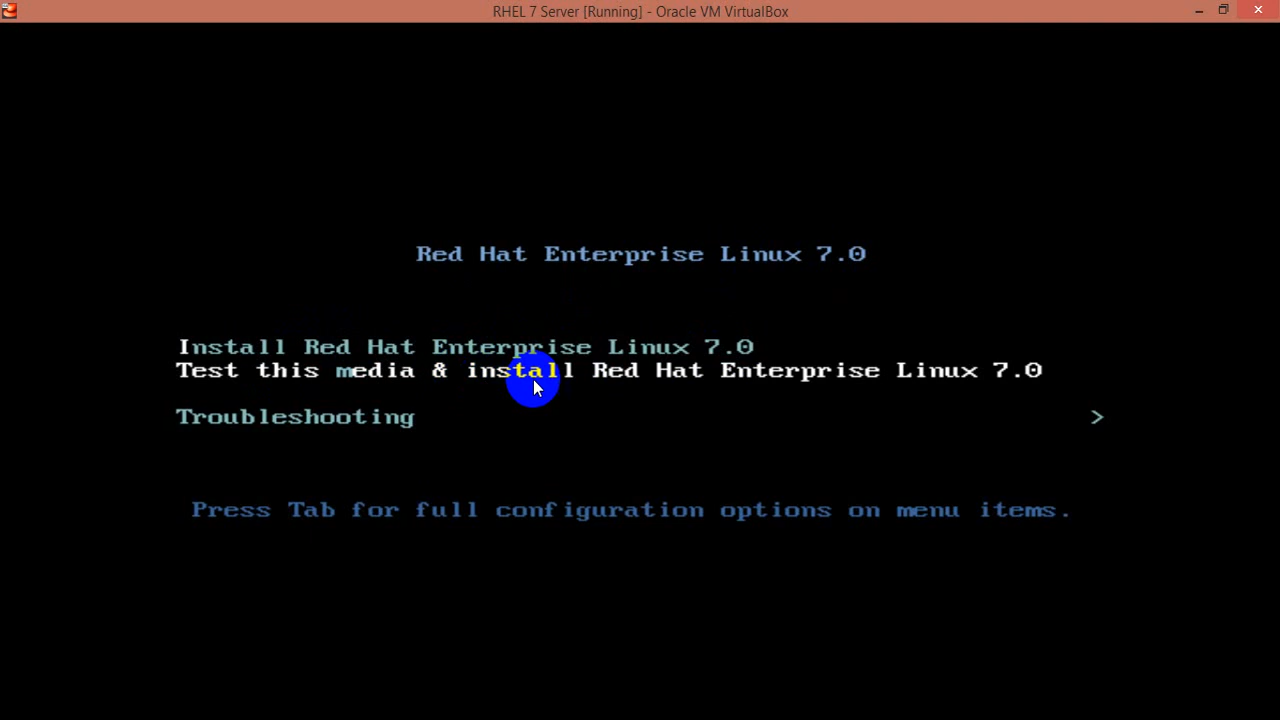 RHEL 7 Server [Running] - Oracle VM VirtualBox
Red Hat Enterprise Linux 7.0
Install Red Hat Enterprise Linux 7.0
Test this media & install Red Hat Enterprise Linux 7.0
Troubleshooting >
Press Tab for full configuration options on menu items.